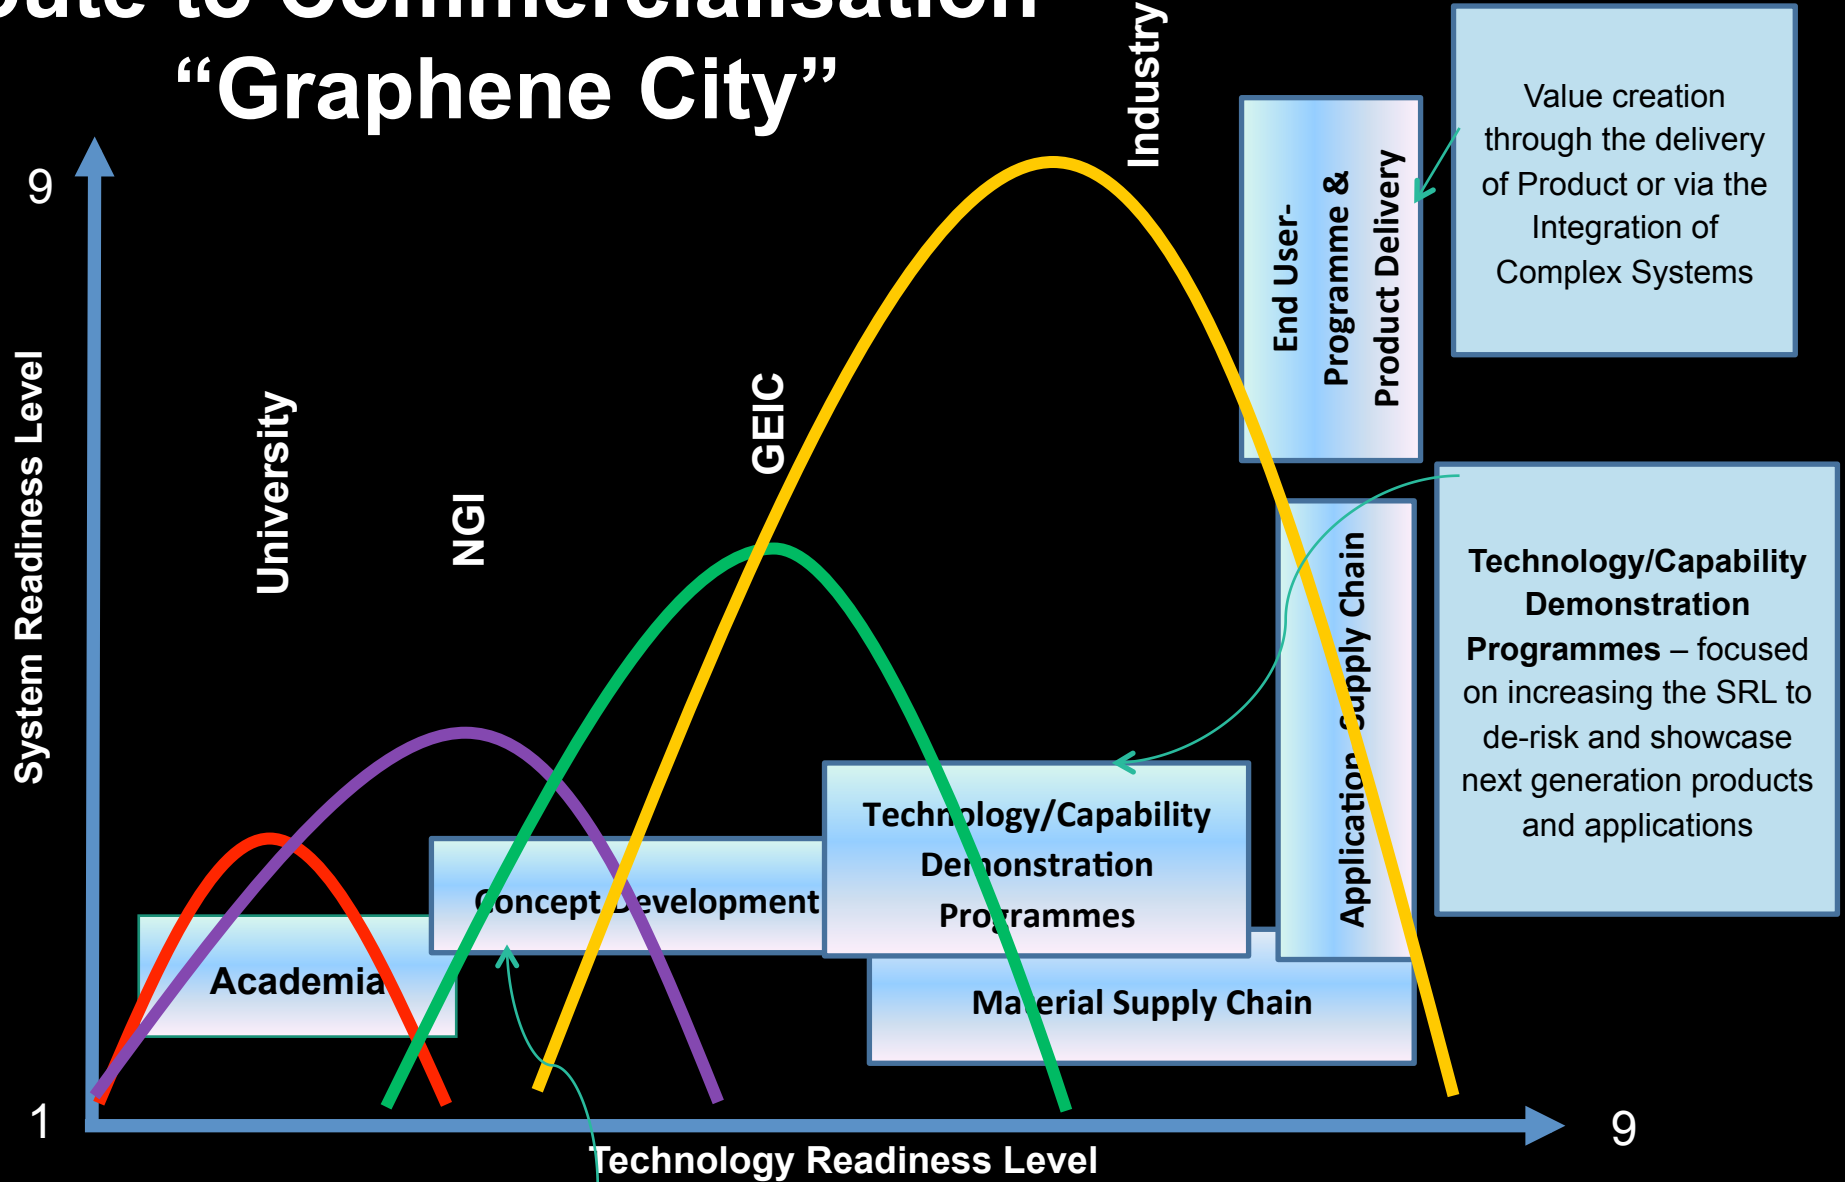 “Graphene City”
Industry
Value creation
through the delivery
of Product or via the
Integration of
Complex Systems
End User-
Programme &
Product Delivery
9
System Readiness Level
University
NGI
GEIC
Technology/Capability
Demonstration
Programmes – focused
on increasing the SRL to
de-risk and showcase
next generation products
and applications
Application Supply Chain
Technology/Capability
Demonstration
Programmes
Concept Development
Academia
Material Supply Chain
1
9
Technology Readiness Level
to Commercialisation